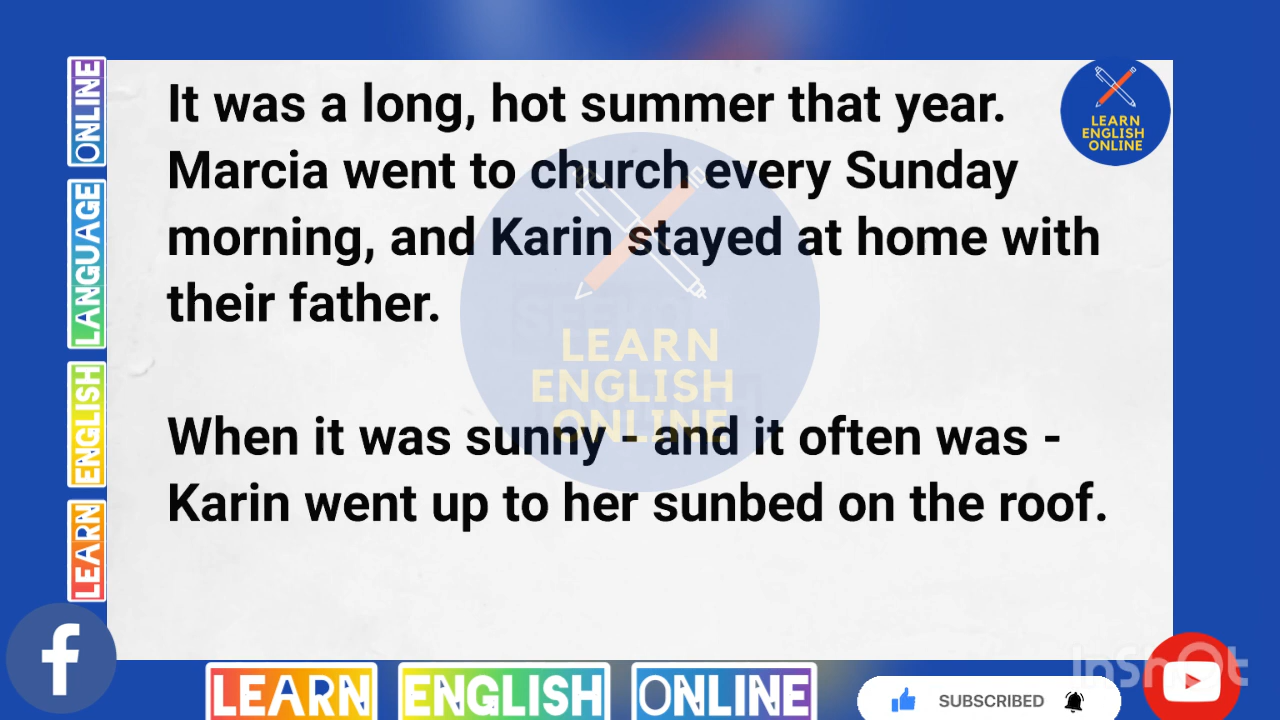 It was a long, hot summer that year.
Marcia went to church every Sunday
morning, and Karin stayed at home with
their father.
When it was sunny - and it often was -
Karin went up to her sunbed on the roof.
LEARN
ENGLISH
ONLINE
LEARN
ENGLISH
ONLINE
LEARN ENGLISH LANGUAGE ONLINE
f
LEARN ENGLISH ONLINE
SUBSCRIBED
InShOt